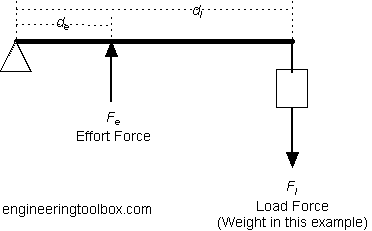 dl
de
Fe
Effort Force
Fl
Load Force
(Weight in this example)
engineeringtoolbox.com